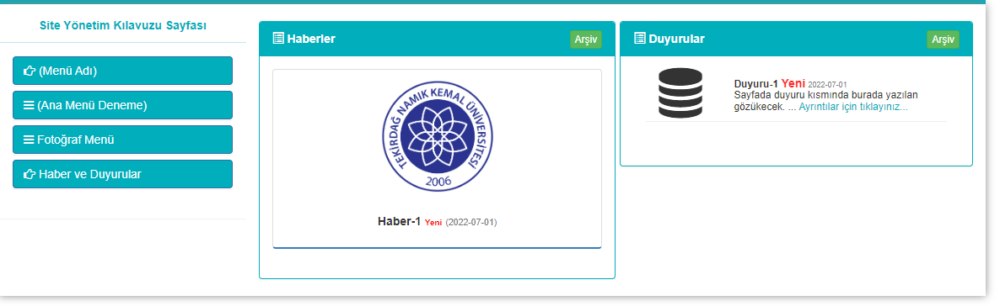 Site Yönetim Kılavuzu Sayfası
(Menü Adı)
(Ana Menü Deneme)
Fotoğraf Menü
Haber ve Duyurular
Haberler
Arşiv
TEKİRDAĞ NAMIK KEMAL ÜNİVERSİTESİ
2006
Haber-1 Yeni (2022-07-01)
Duyurular
Arşiv
Duyuru-1 Yeni 2022-07-01
Sayfada duyuru kısmında burada yazılan
gözükecek. ... Ayrıntılar için tıklayınız...